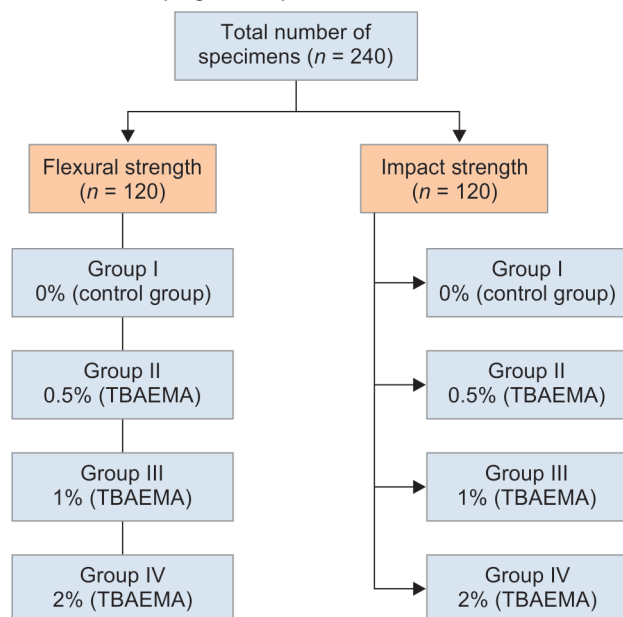 Total number of
specimens (n = 240)
Flexural strength
(n = 120)
Impact strength
(n = 120)
Group I
0% (control group)
Group II
0.5% (TBAEMA)
Group III
1% (TBAEMA)
Group IV
2% (TBAEMA)
Group I
0% (control group)
Group II
0.5% (TBAEMA)
Group III
1% (TBAEMA)
Group IV
2% (TBAEMA)